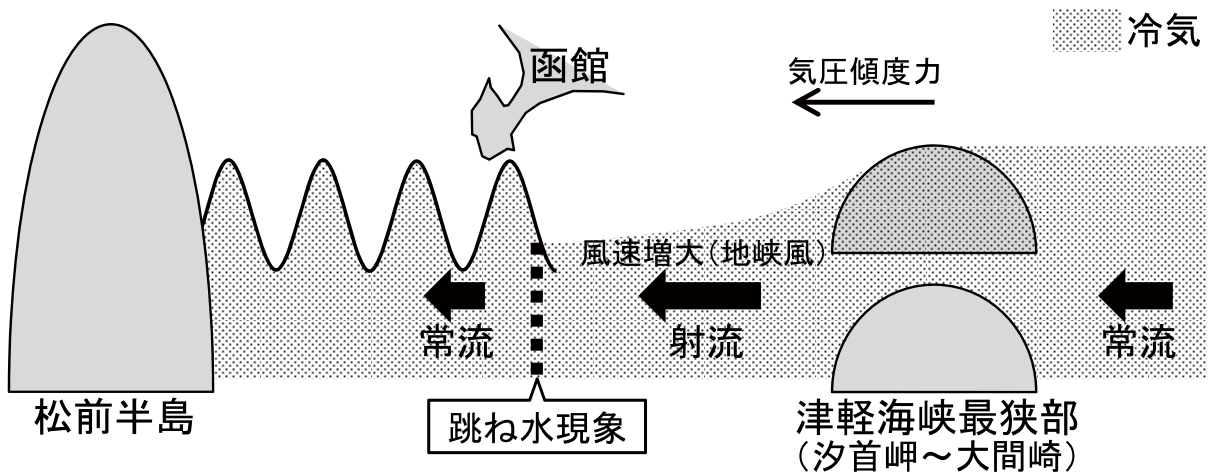 冷気
函館
気圧傾度力
風速増大(地峡風)
常流
射流
常流
松前半島
跳ね水現象
津軽海峡最狭部
(汐首岬～大間崎)